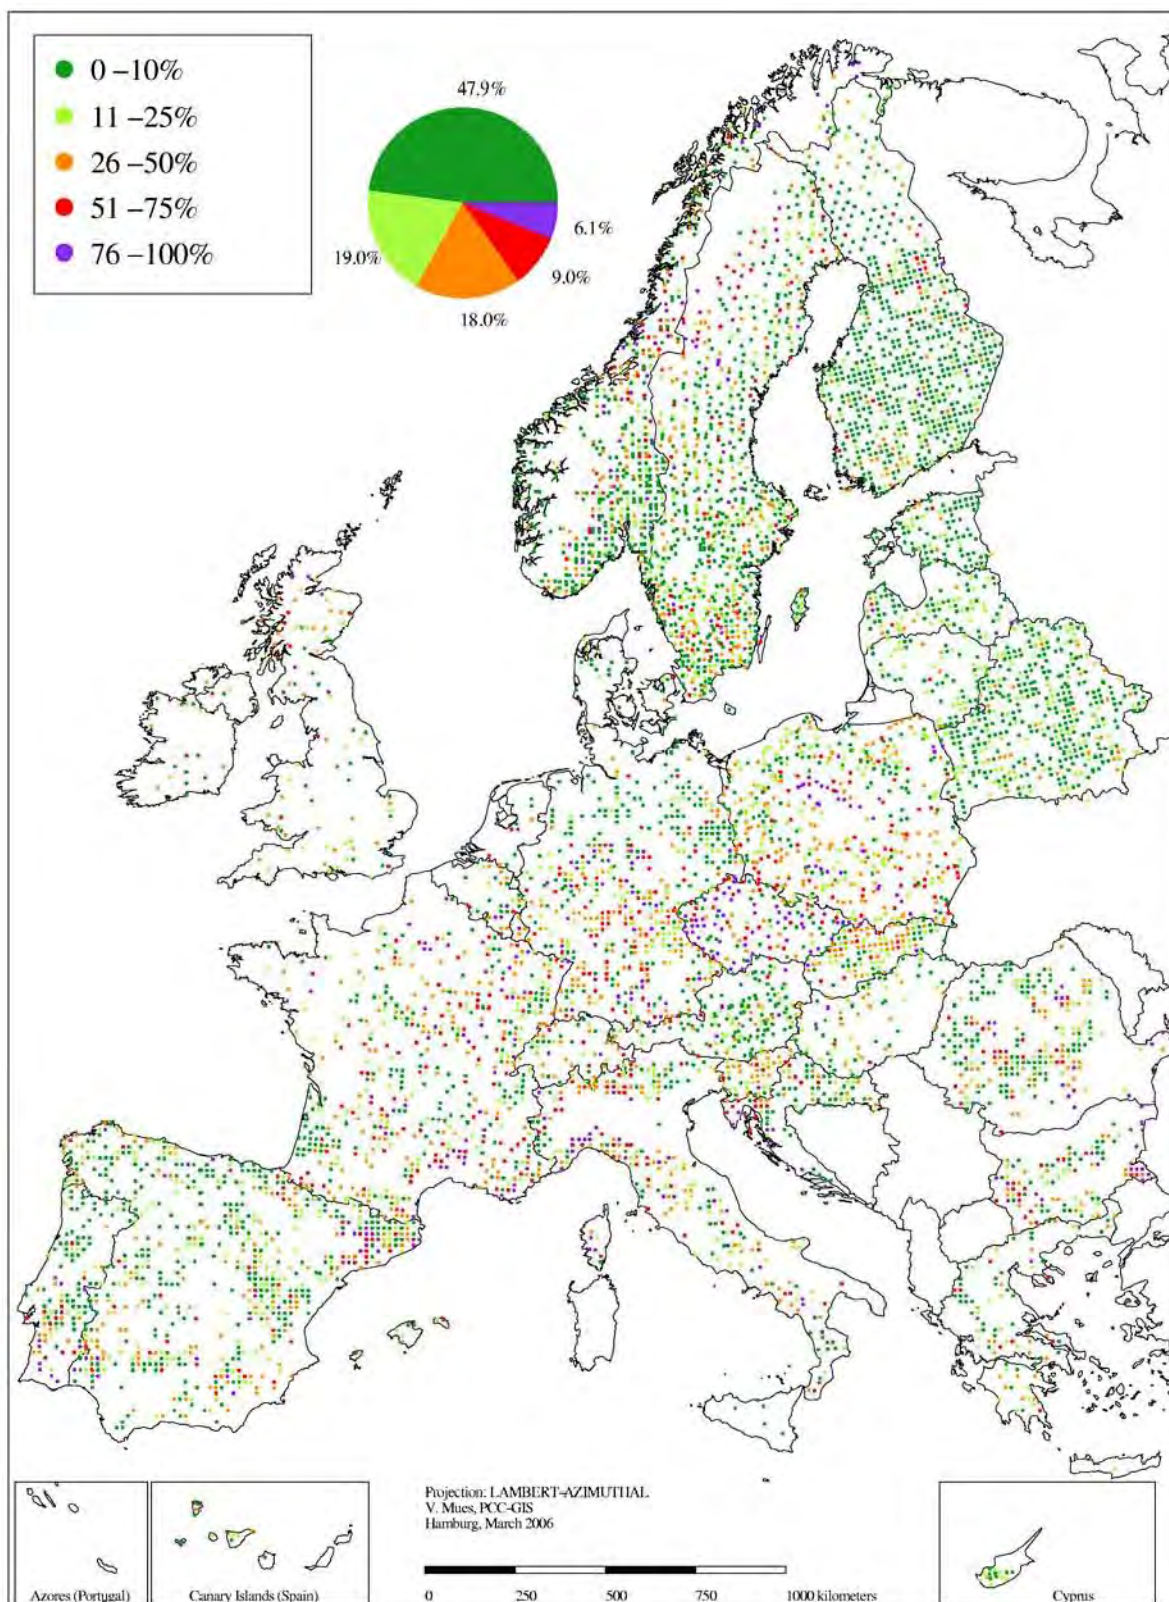 0 –10%
11 –25%
26 –50%
51 –75%
76 –100%
47.9%
6.1%
9.0%
18.0%
19.0%
Projection: LAMBERT-AZIMUTHAL
V. Mues, PCC-GIS
Hamburg, March 2006
0 250 500 750 1000 kilometers
Azores (Portugal)
Canary Islands (Spain)
Cyprus